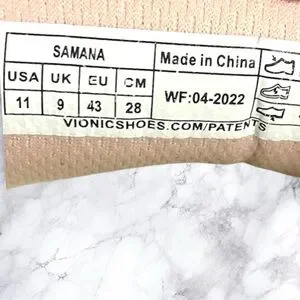 SAMANA
USA UK EU CM
11 9 43 28
Made in China
WF:04-2022
VIONICSHOES.COM/PATENTS